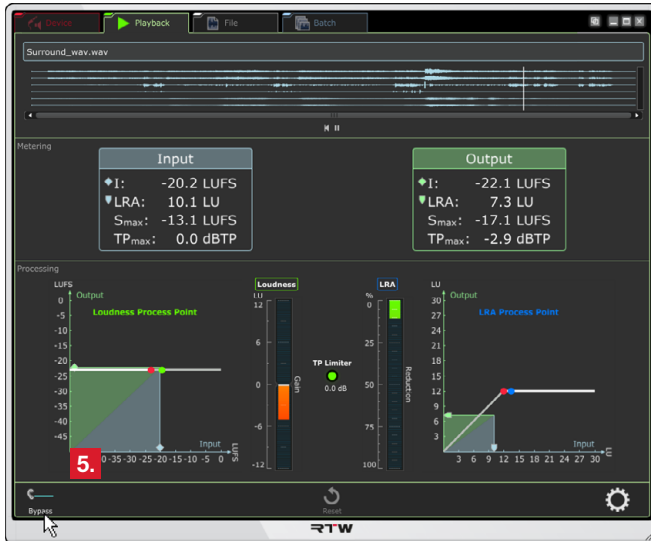 Device Playback File Batch
Surround_wav.wav
Metering
Input
I: -20.2 LUFS
LRA: 10.1 LU
Smax: -13.1 LUFS
TPmax: 0.0 dBTP
Output
I: -22.1 LUFS
LRA: 7.3 LU
Smax: -17.1 LUFS
TPmax: -2.9 dBTP
Processing
LUFS
Output
Loudness Process Point
0
-5
-10
-15
-20
-25
-30
-35
-40
-45
Input
5. 0 -35 -30 -25 -20 -15 -10 -5 0 LUFS
Loudness
LU
12
6
0
-6
-12
Gain
TP Limiter
0.0 dB
LRA
%
0
25
50
75
100
Reduction
LU
Output
LRA Process Point
30
27
24
21
18
15
12
9
6
3
Input
3 6 9 12 15 18 21 24 27 30 LU
Bypass
Reset
RTW